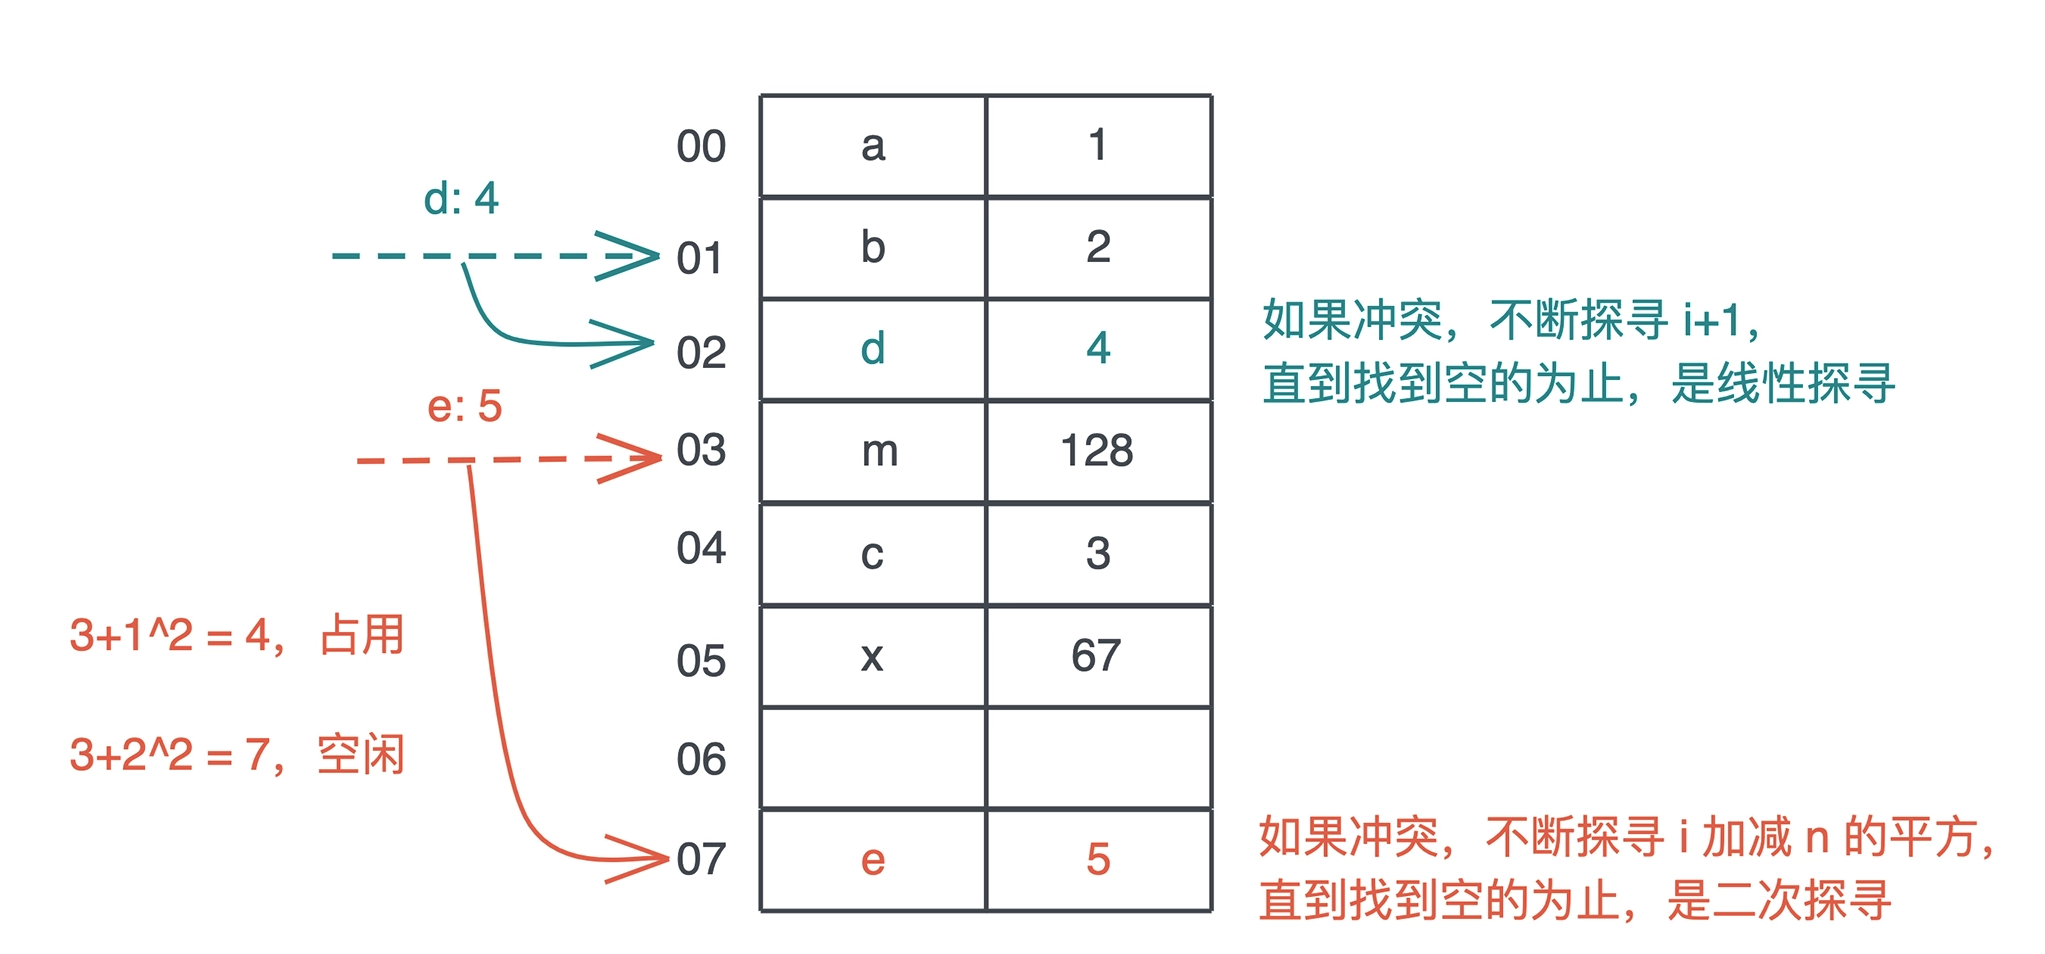 00 a 1
d: 4
01 b 2
如果冲突，不断探寻 i+1，
02 d 4
直到找到空的为止，是线性探寻
e: 5
03 m 128
04 c 3
3+1^2 = 4，占用
05 x 67
3+2^2 = 7，空闲
06
如果冲突，不断探寻 i 加减 n 的平方，
07 e 5
直到找到空的为止，是二次探寻